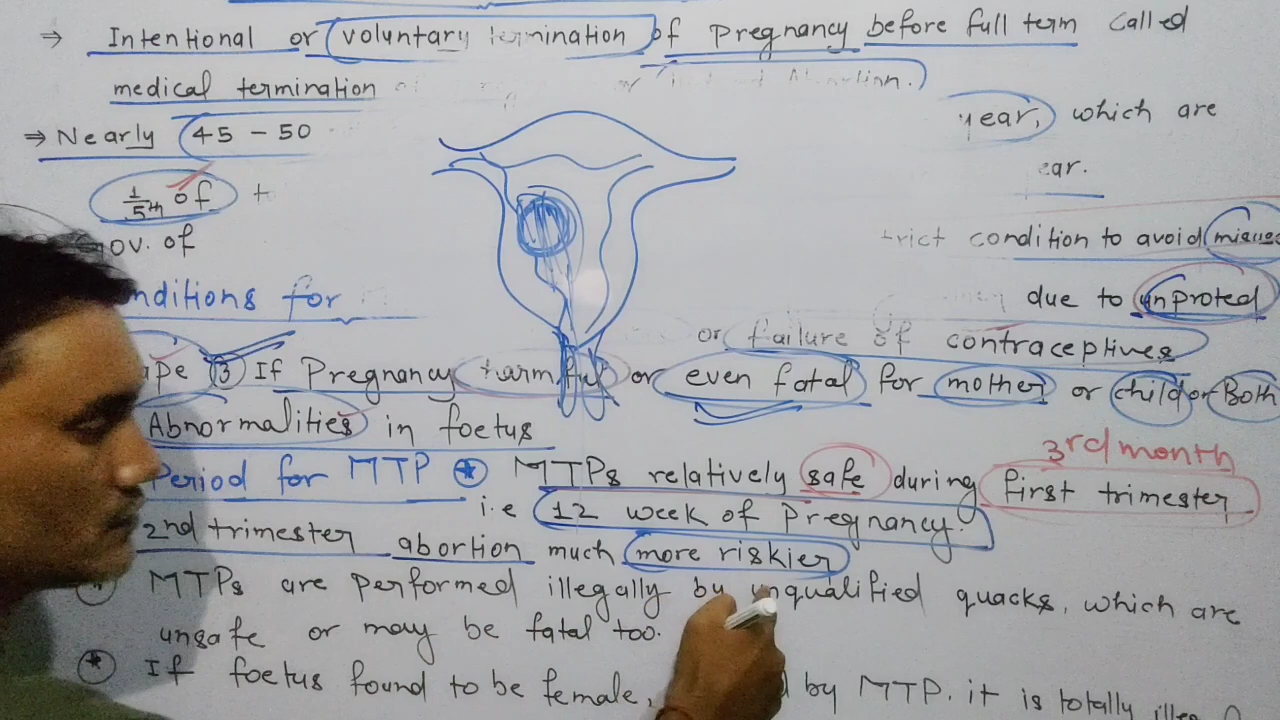 ⇒ Intentional or voluntary termination of Pregnancy before full term called
medical termination or
⇒ Nearly 45 - 50 year, which are
1/5th of ear.
Gov. of trict condition to avoid
nditions for due to unproted
or failure of contraceptives
ape ③ If Pregnancy harmful or even fatal for mother or child or Both
Abnormalities in foetus
3rd month
Period for MTP * MTPs relatively safe during first trimester
i.e 12 week of Pregnancy.
2nd trimester abortion much more riskier
MTPs are performed illegally by unqualified quacks, which are
unsafe or may be fatal too.
* If foetus found to be female, by MTP. it is totally